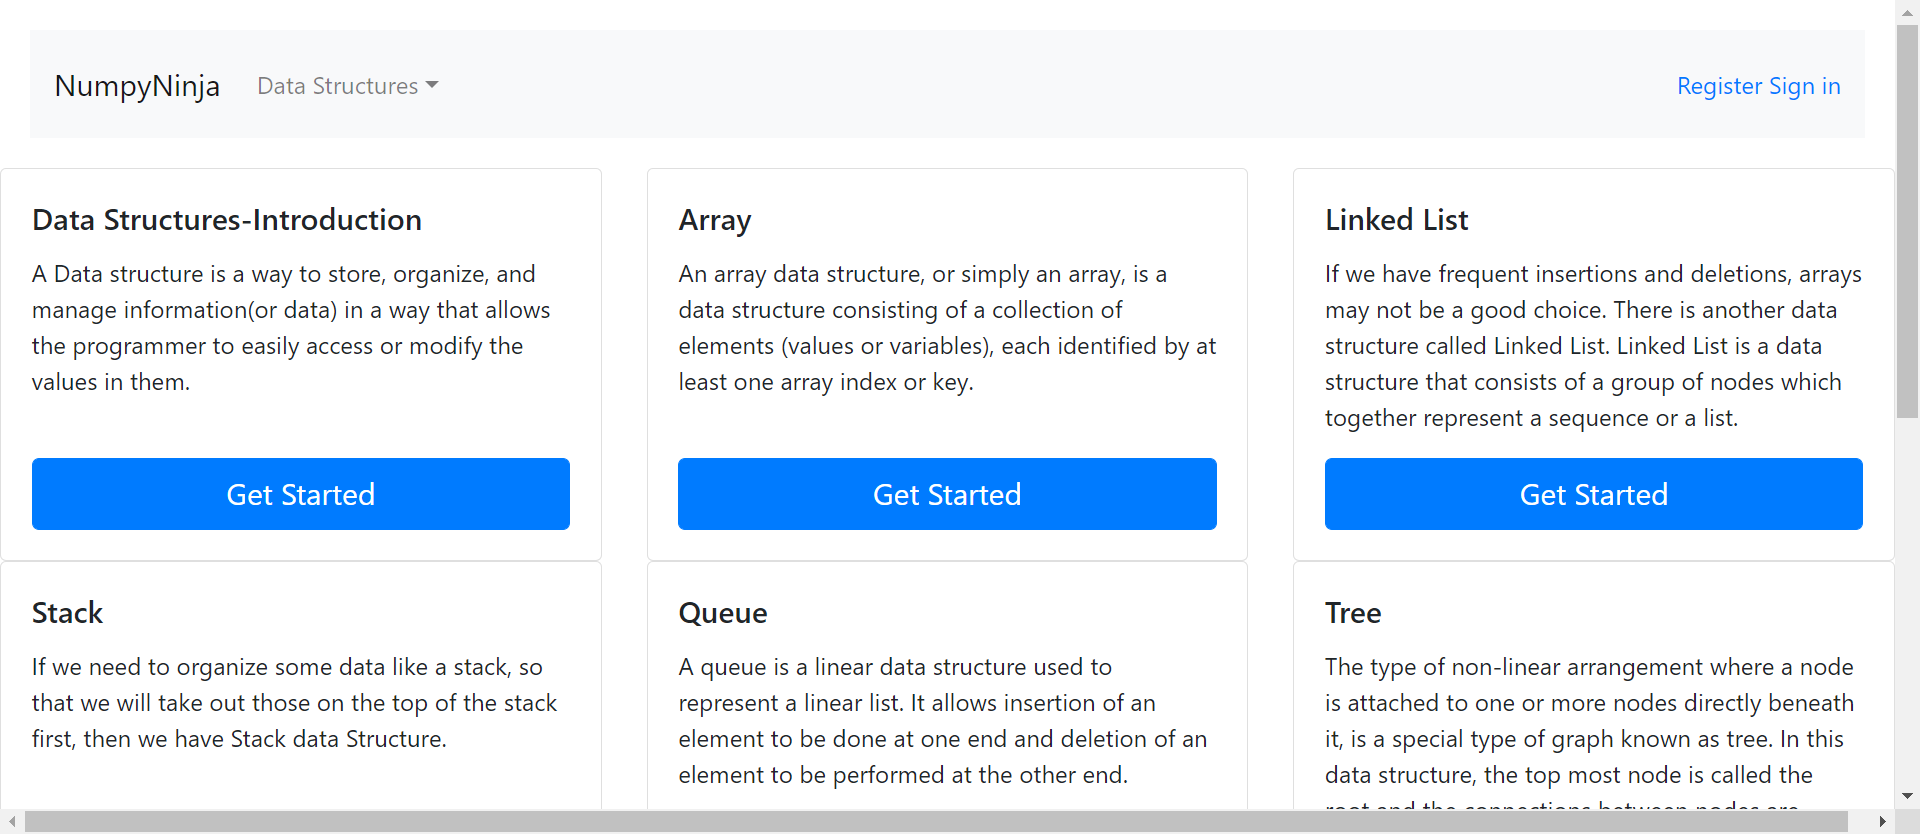 NumpyNinja
Data Structures
Register Sign in
Data Structures-Introduction
A Data structure is a way to store, organize, and
manage information(or data) in a way that allows
the programmer to easily access or modify the
values in them.
Get Started
Array
An array data structure, or simply an array, is a
data structure consisting of a collection of
elements (values or variables), each identified by at
least one array index or key.
Get Started
Linked List
If we have frequent insertions and deletions, arrays
may not be a good choice. There is another data
structure called Linked List. Linked List is a data
structure that consists of a group of nodes which
together represent a sequence or a list.
Get Started
Stack
If we need to organize some data like a stack, so
that we will take out those on the top of the stack
first, then we have Stack data Structure.
Queue
A queue is a linear data structure used to
represent a linear list. It allows insertion of an
element to be done at one end and deletion of an
element to be performed at the other end.
Tree
The type of non-linear arrangement where a node
is attached to one or more nodes directly beneath
it, is a special type of graph known as tree. In this
data structure, the top most node is called the
root and the connections between nodes are